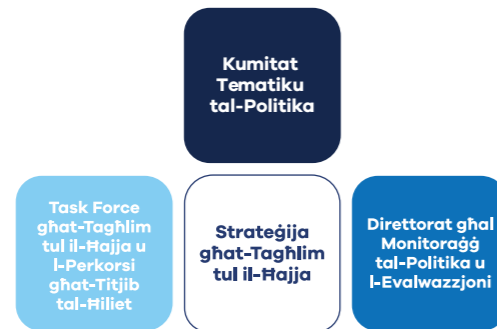 Kumitat
Tematiku
tal-Politika
Task Force
għat-Tagħlim
tul il-Ħajja u
l-Perkorsi
għat-Titjib
tal-Ħiliet
Strateġija
għat-Tagħlim
tul il-Ħajja
Direttorat għal
Monitoraġġ
tal-Politika u
l-Evalwazzjoni